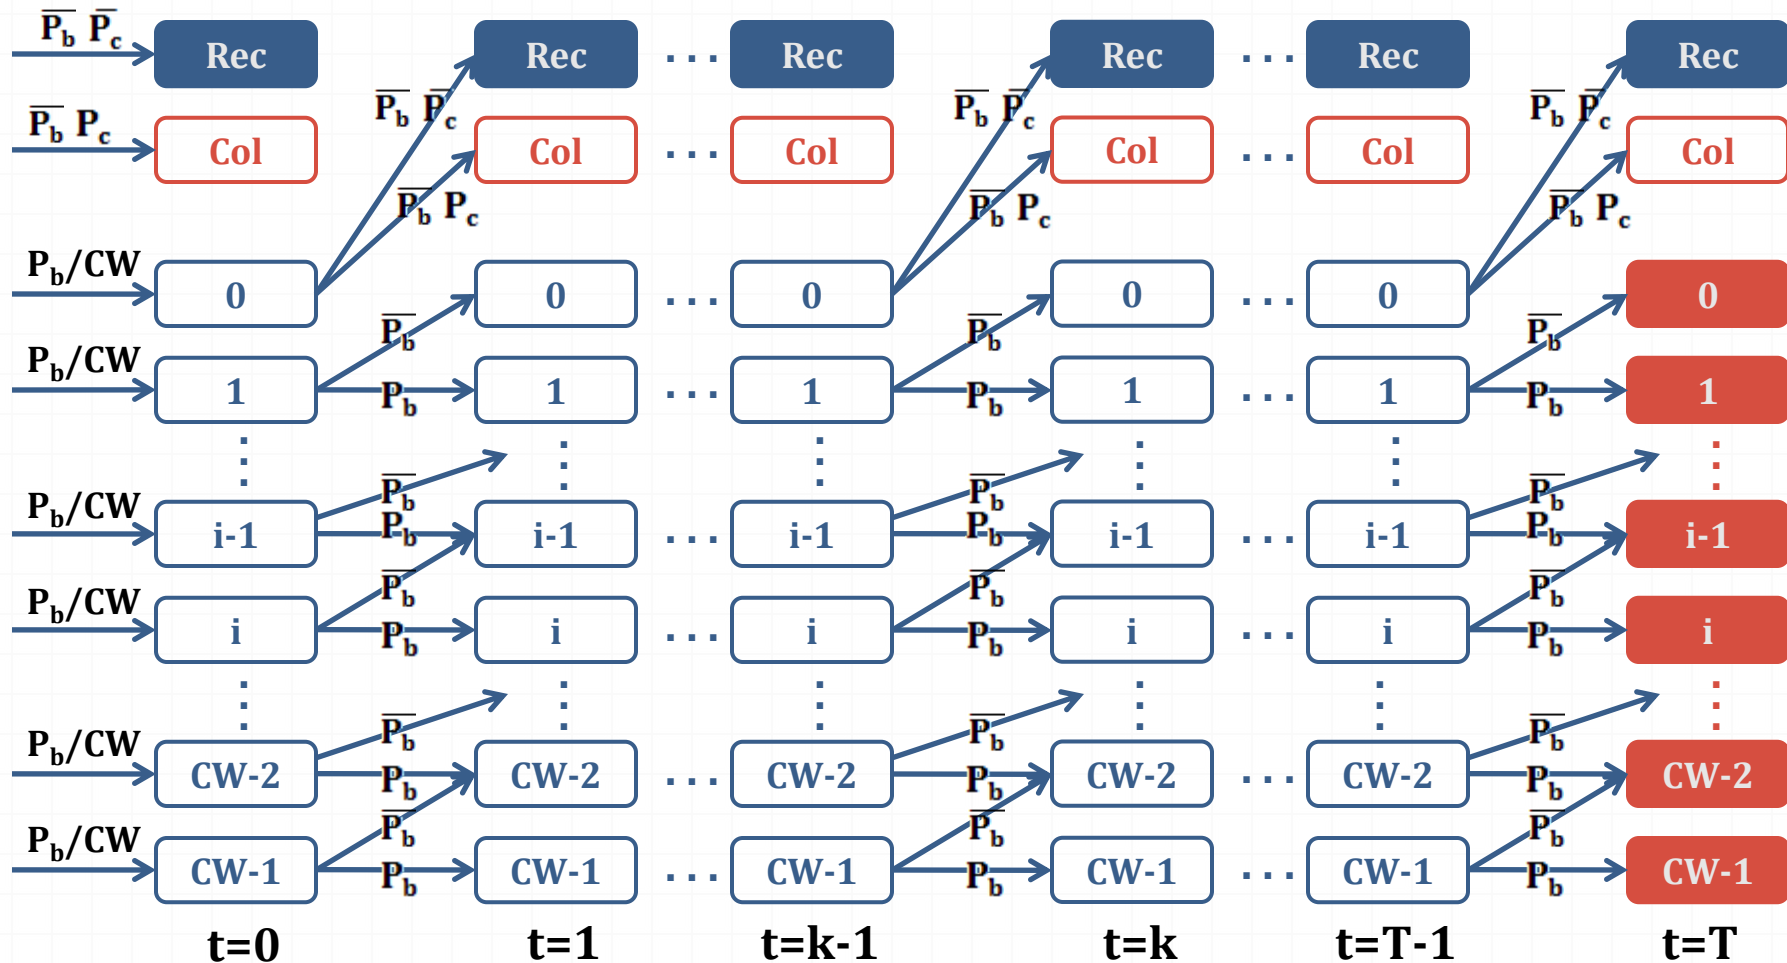 P̅b̅ P̅c Rec Rec ... Rec Rec ... Rec Rec
P̅b̅ P̅c P̅b̅ P̅c P̅b̅ P̅c
P̅b̅ Pc Col Col ... Col Col ... Col Col
P̅b̅ Pc P̅b̅ Pc P̅b̅ Pc
Pb/CW 0 0 ... 0 0 ... 0 0
P̅b̅ P̅b̅ P̅b̅
Pb/CW 1 Pb 1 ... 1 Pb 1 ... 1 Pb 1
P̅b̅ P̅b̅ P̅b̅
Pb/CW i-1 Pb i-1 ... i-1 Pb i-1 ... i-1 Pb i-1
P̅b̅ P̅b̅ P̅b̅
Pb/CW i Pb i ... i Pb i ... i Pb i
P̅b̅ P̅b̅ P̅b̅
Pb/CW CW-2 Pb CW-2 ... CW-2 Pb CW-2 ... CW-2 Pb CW-2
P̅b̅ P̅b̅ P̅b̅
Pb/CW CW-1 Pb CW-1 ... CW-1 Pb CW-1 ... CW-1 Pb CW-1
t=0 t=1 t=k-1 t=k t=T-1 t=T